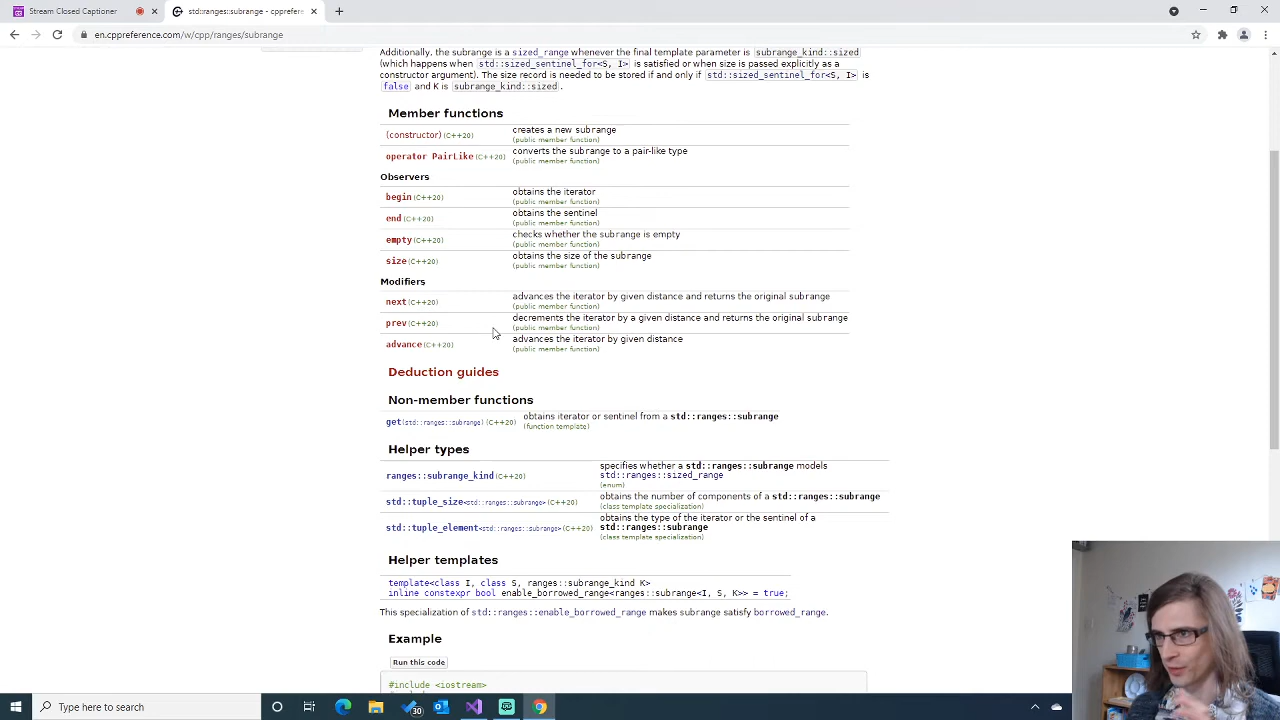 Stream Closed Captioner
std::ranges::subrange - cpprefere
en.cppreference.com/w/cpp/ranges/subrange
Additionally, the subrange is a sized_range whenever the final template parameter is subrange_kind::sized
(which happens when std::sized_sentinel_for<S, I> is satisfied or when size is passed explicitly as a
constructor argument). The size record is needed to be stored if and only if std::sized_sentinel_for<S, I> is
false and K is subrange_kind::sized.
Member functions
(constructor) (C++20) creates a new subrange
(public member function)
operator PairLike (C++20) converts the subrange to a pair-like type
(public member function)
Observers
begin (C++20) obtains the iterator
(public member function)
end (C++20) obtains the sentinel
(public member function)
empty (C++20) checks whether the subrange is empty
(public member function)
size (C++20) obtains the size of the subrange
(public member function)
Modifiers
next (C++20) advances the iterator by given distance and returns the original subrange
(public member function)
prev (C++20) decrements the iterator by a given distance and returns the original subrange
(public member function)
advance (C++20) advances the iterator by given distance
(public member function)
Deduction guides
Non-member functions
get(std::ranges::subrange) (C++20) obtains iterator or sentinel from a std::ranges::subrange
(function template)
Helper types
ranges::subrange_kind (C++20) specifies whether a std::ranges::subrange models
std::ranges::sized_range
(enum)
std::tuple_size<std::ranges::subrange> (C++20) obtains the number of components of a std::ranges::subrange
(class template specialization)
std::tuple_element<std::ranges::subrange> (C++20) obtains the type of the iterator or the sentinel of a
std::ranges::subrange
(class template specialization)
Helper templates
template<class I, class S, ranges::subrange_kind K>
inline constexpr bool enable_borrowed_range<ranges::subrange<I, S, K>> = true;
This specialization of std::ranges::enable_borrowed_range makes subrange satisfy borrowed_range.
Example
Run this code
#include <iostream>
Type here to search
30